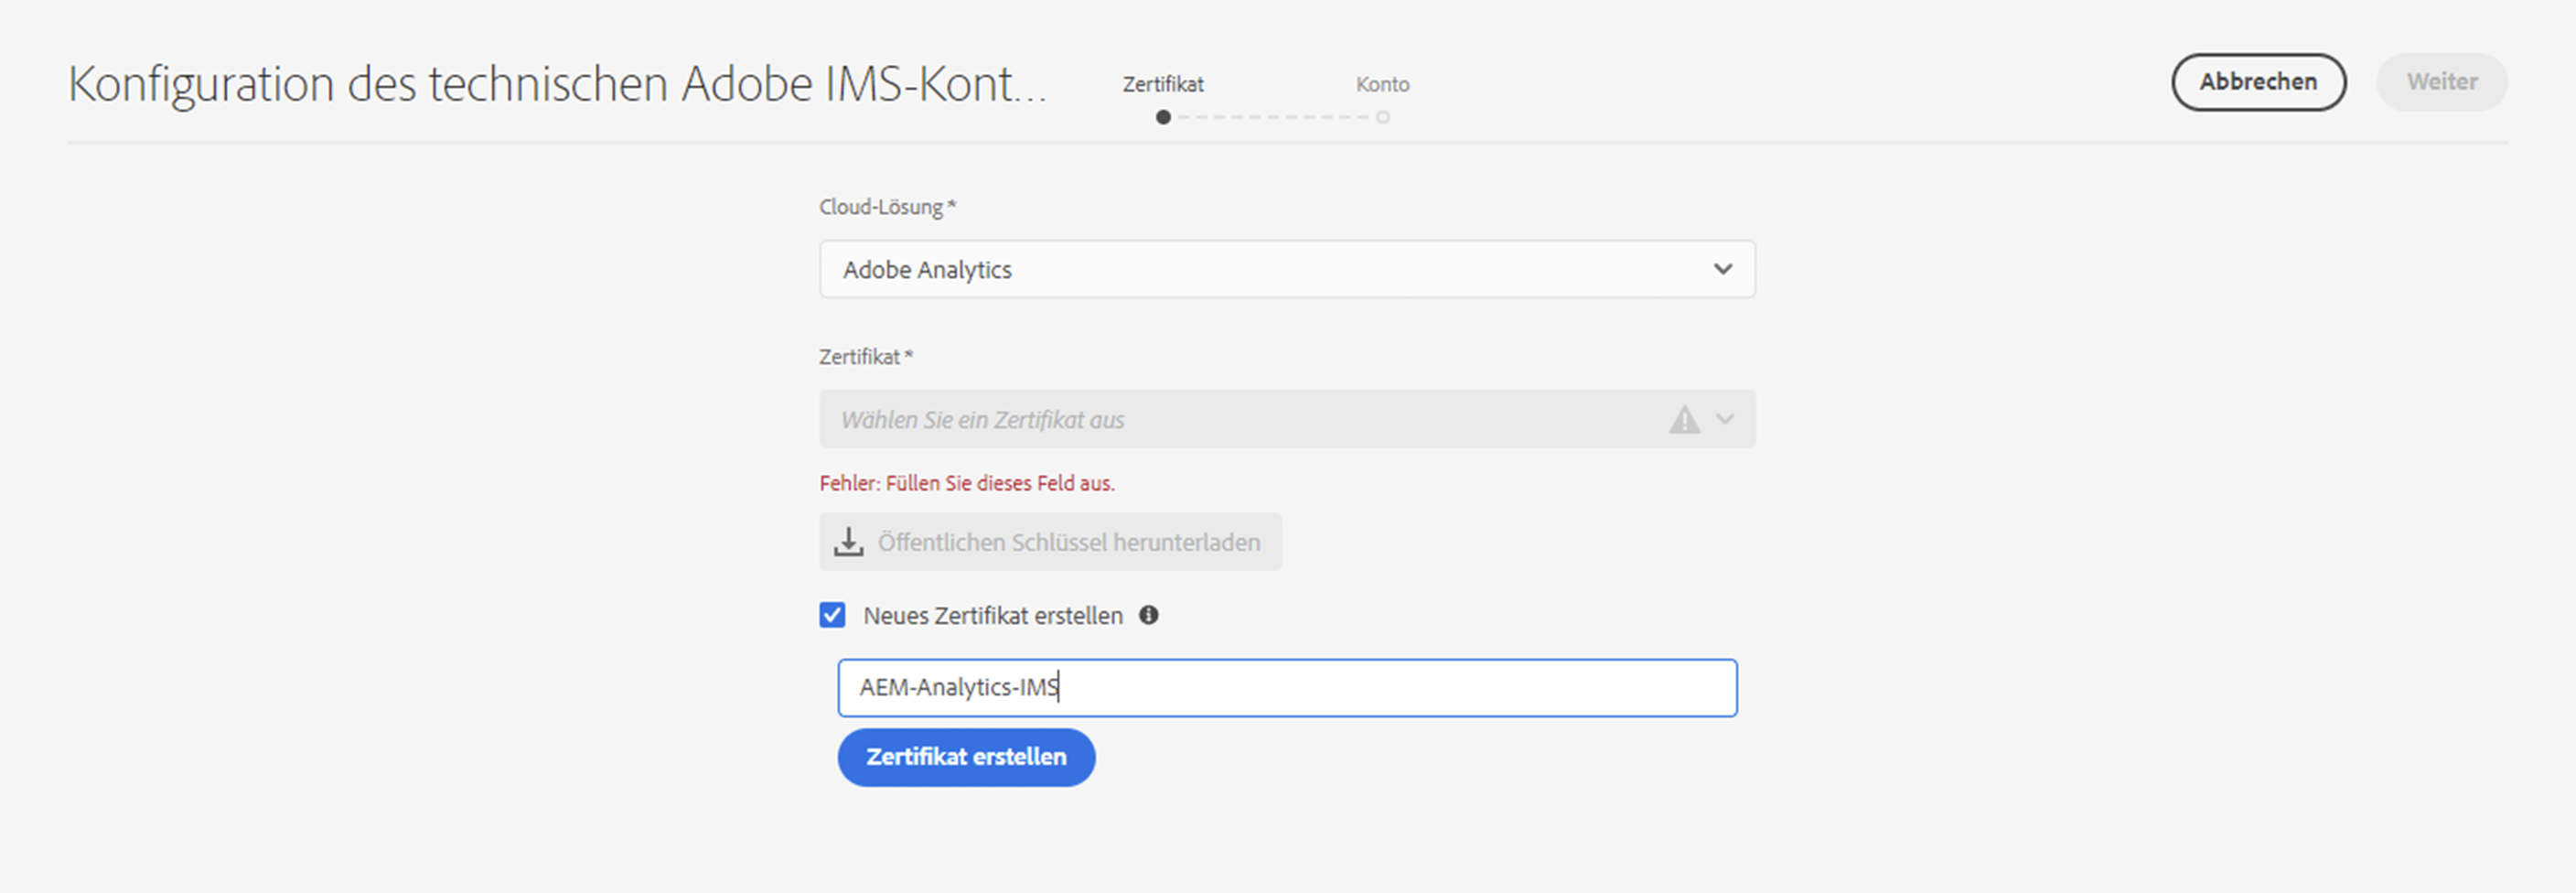 Konfiguration des technischen Adobe IMS-Kont...
Zertifikat
Konto
Abbrechen
Weiter
Cloud-Lösung *
Adobe Analytics
Zertifikat *
Wählen Sie ein Zertifikat aus
Fehler: Füllen Sie dieses Feld aus.
Öffentlichen Schlüssel herunterladen
Neues Zertifikat erstellen
AEM-Analytics-IMS
Zertifikat erstellen